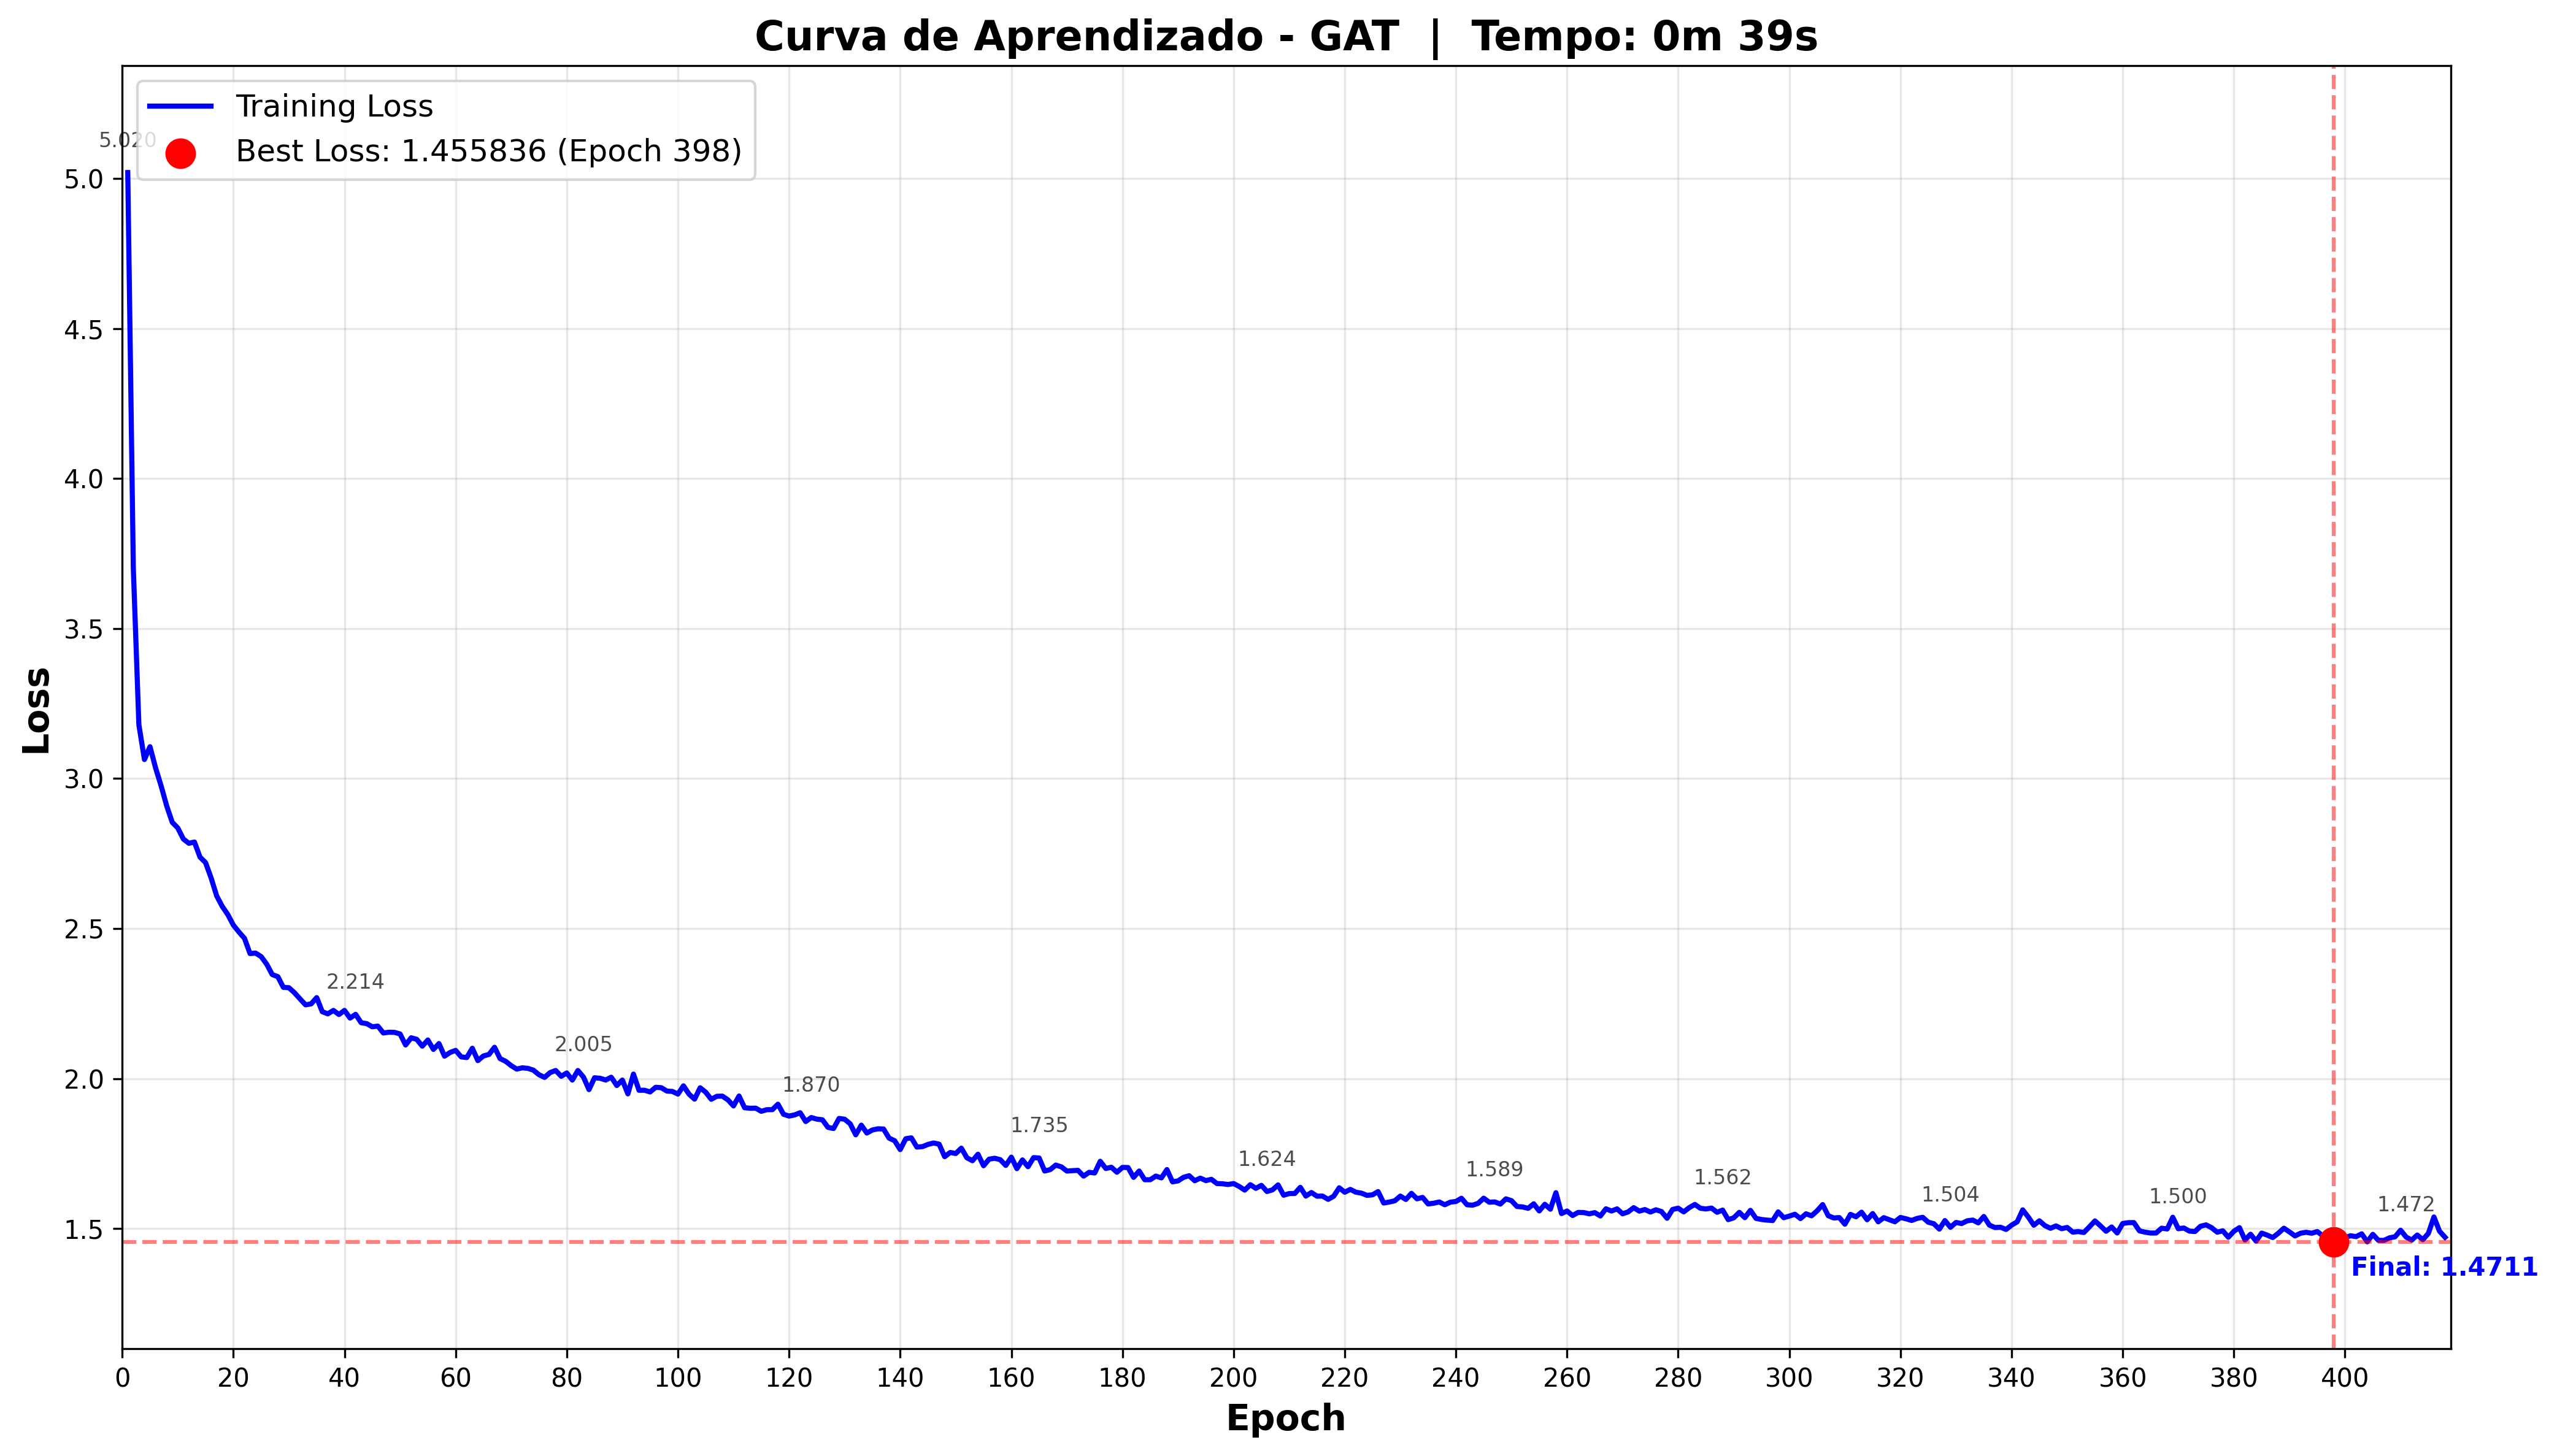 Curva de Aprendizado - GAT | Tempo: 0m 39s
Training Loss
Best Loss: 1.455836 (Epoch 398)
5.020
5.0
4.5
4.0
3.5
3.0
2.5
2.0
1.5
Loss
2.214
2.005
1.870
1.735
1.624
1.589
1.562
1.504
1.500
1.472
Final: 1.4711
0 20 40 60 80 100 120 140 160 180 200 220 240 260 280 300 320 340 360 380 400
Epoch